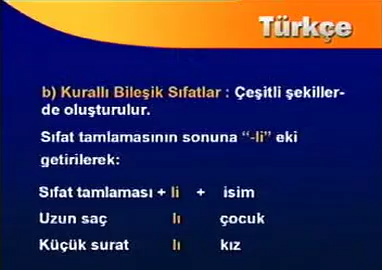 Türkçe
b) Kurallı Bileşik Sıfatlar : Çeşitli şekiller-
de oluşturulur.
Sıfat tamlamasının sonuna “-li” eki
getirilerek:
Sıfat tamlaması + li + isim
Uzun saç lı çocuk
Küçük surat lı kız